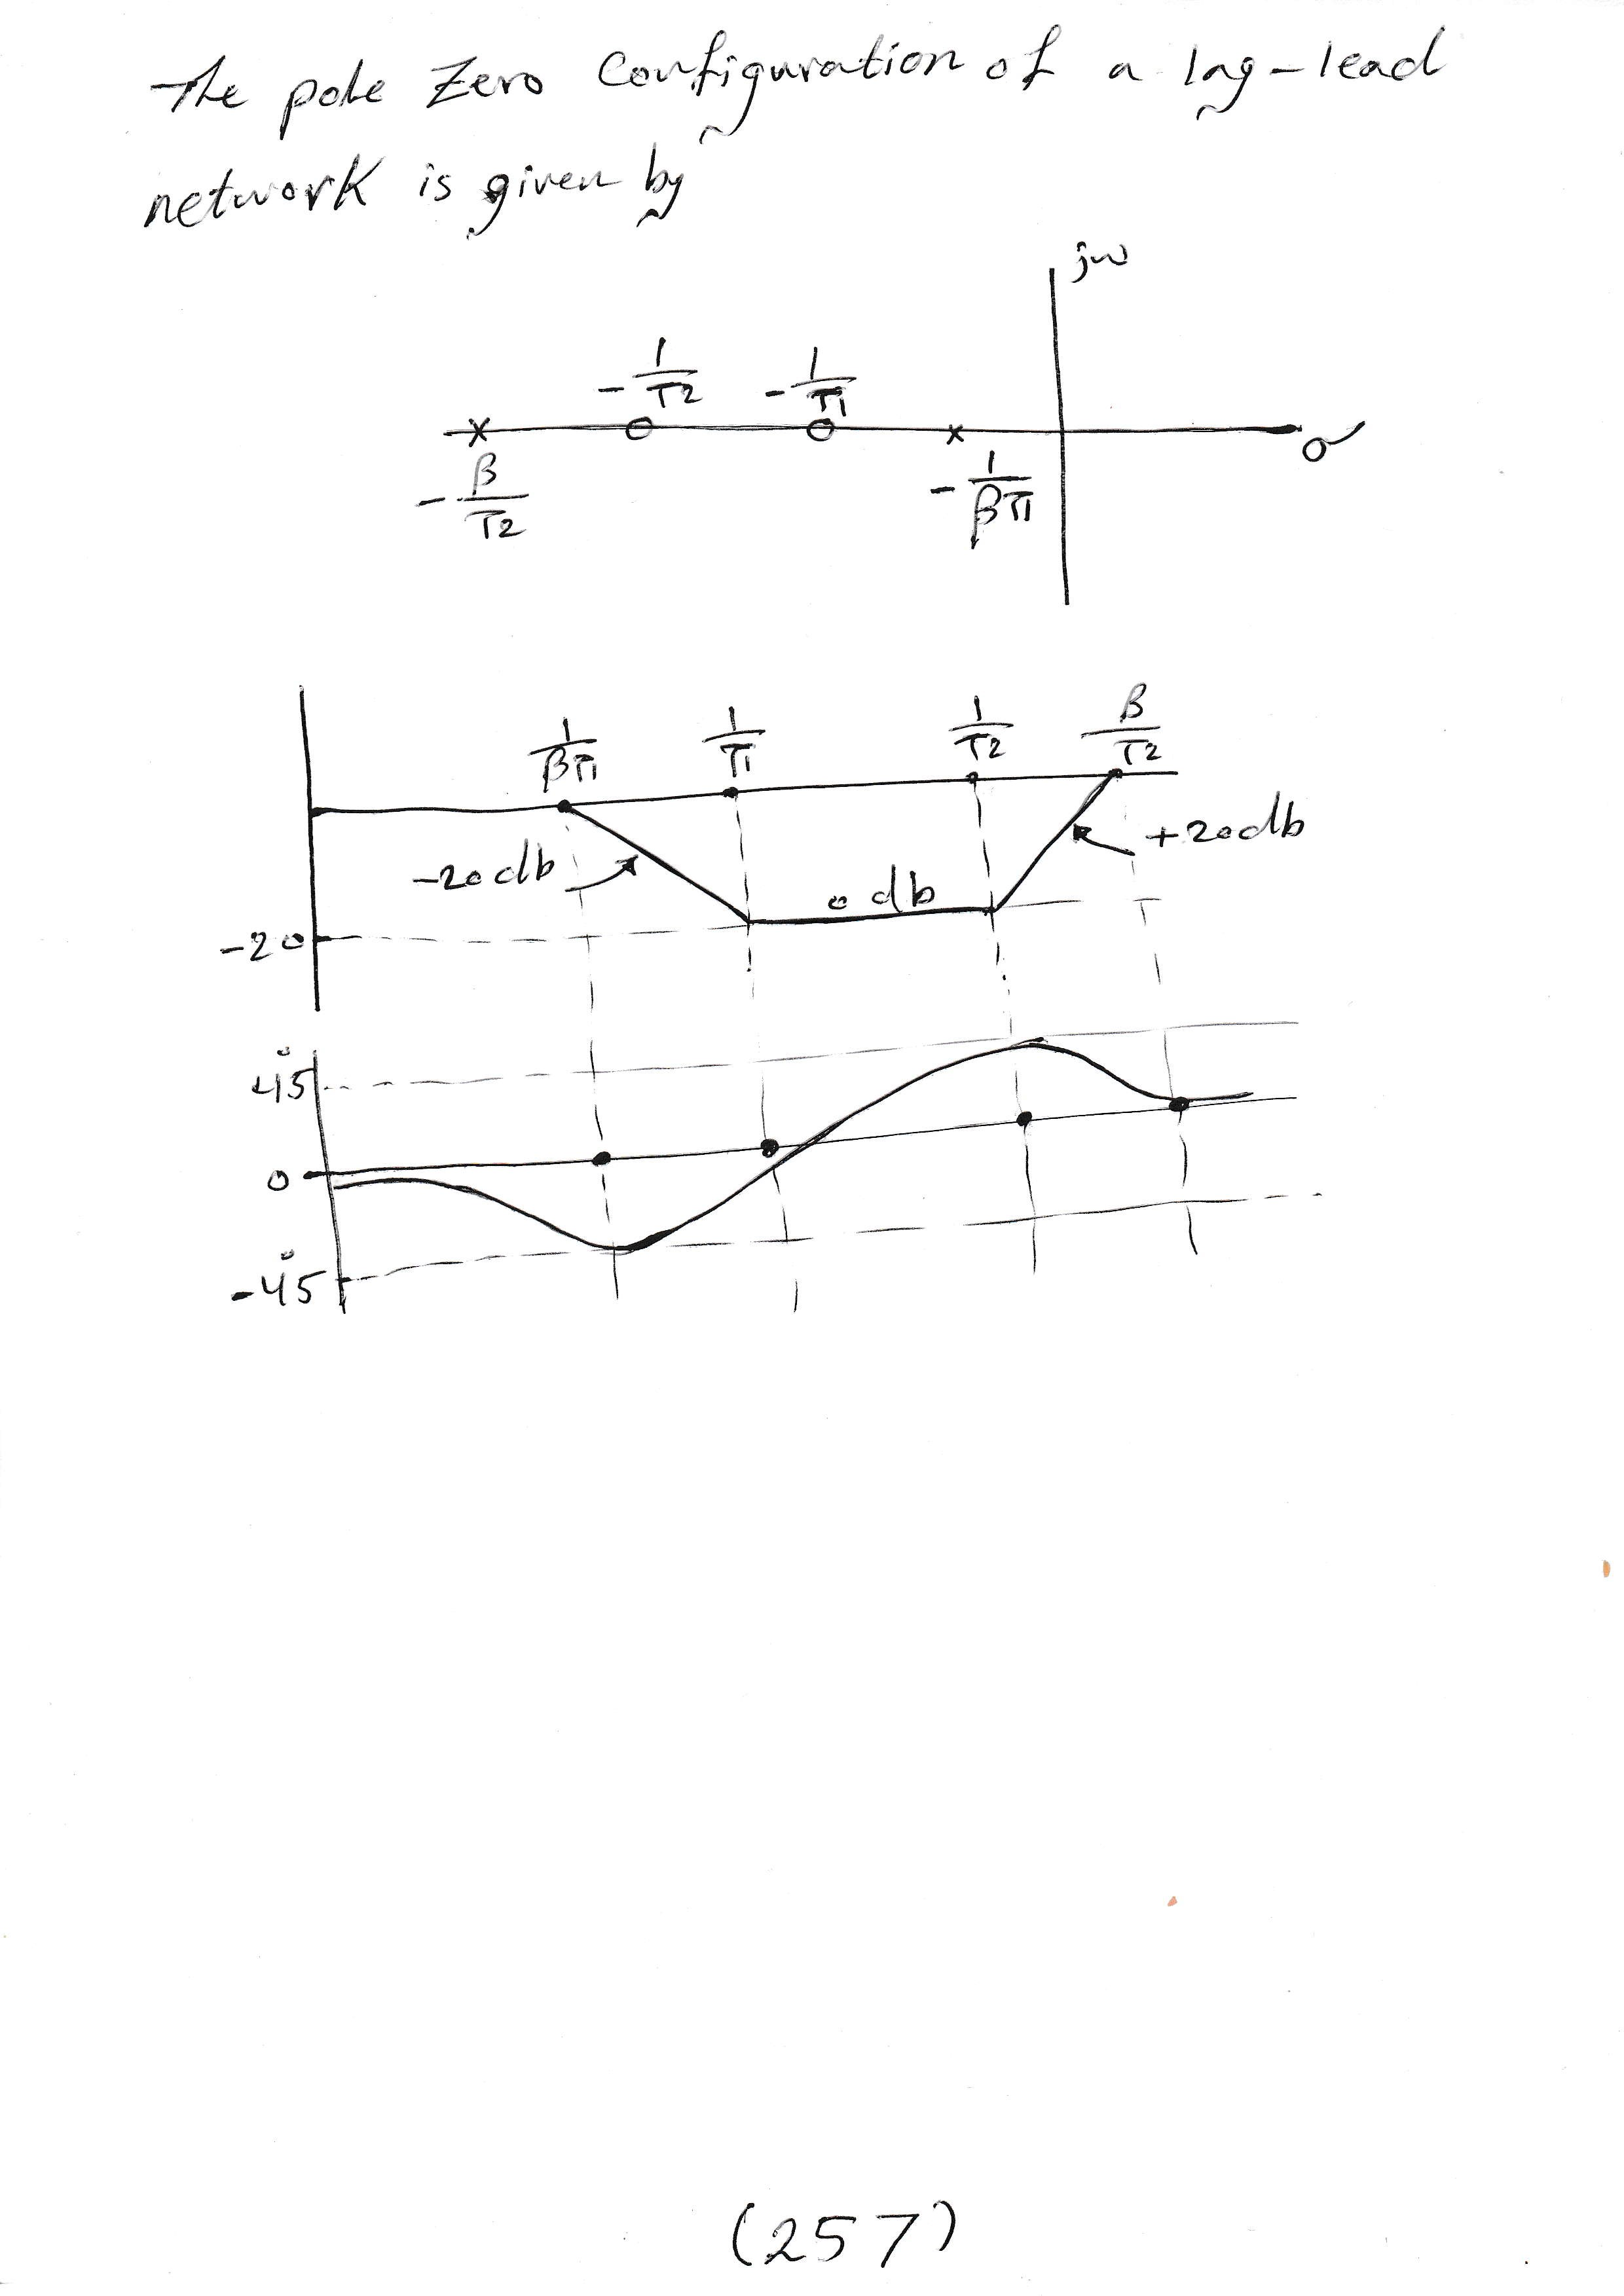 The pole Zero Configuration of a lag-lead
network is given by
jω
-1/T2 -1/T1
σ
-β/T2 -1/βT1
1/βT1 1/T1 1/T2 β/T2
-20db +20db
0 db
-20
45°
0
-45°
(257)